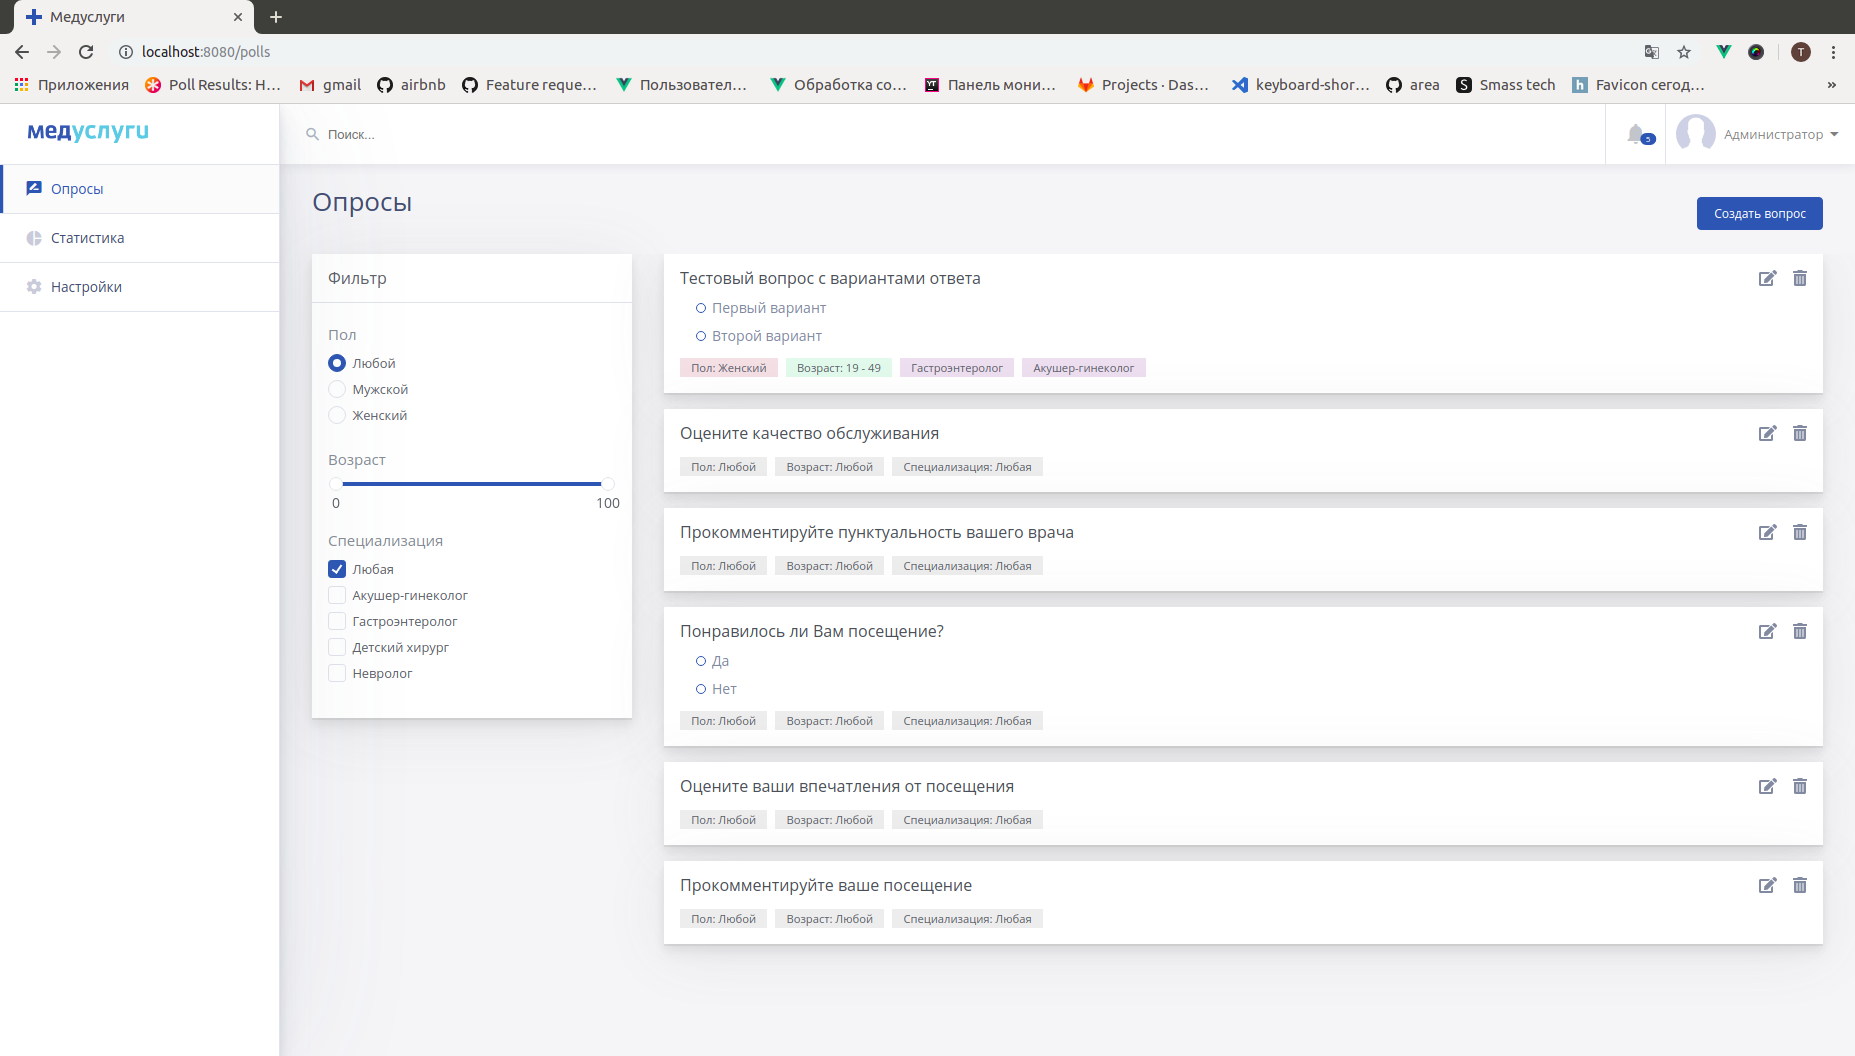 Медуслуги
localhost:8080/polls
T
Приложения
Poll Results: H...
gmail
airbnb
Feature reque...
Пользовател...
Обработка со...
YT
Панель мони...
Projects · Das...
keyboard-shor...
area
S
Smass tech
h
Favicon сегод...
»
медуслуги
Поиск...
5
Администратор
Опросы
Статистика
Настройки
Опросы
Создать вопрос
Фильтр
Пол
Любой
Мужской
Женский
Возраст
0 100
Специализация
Любая
Акушер-гинеколог
Гастроэнтеролог
Детский хирург
Невролог
Тестовый вопрос с вариантами ответа
Первый вариант
Второй вариант
Пол: Женский Возраст: 19 - 49 Гастроэнтеролог Акушер-гинеколог
Оцените качество обслуживания
Пол: Любой Возраст: Любой Специализация: Любая
Прокомментируйте пунктуальность вашего врача
Пол: Любой Возраст: Любой Специализация: Любая
Понравилось ли Вам посещение?
Да
Нет
Пол: Любой Возраст: Любой Специализация: Любая
Оцените ваши впечатления от посещения
Пол: Любой Возраст: Любой Специализация: Любая
Прокомментируйте ваше посещение
Пол: Любой Возраст: Любой Специализация: Любая